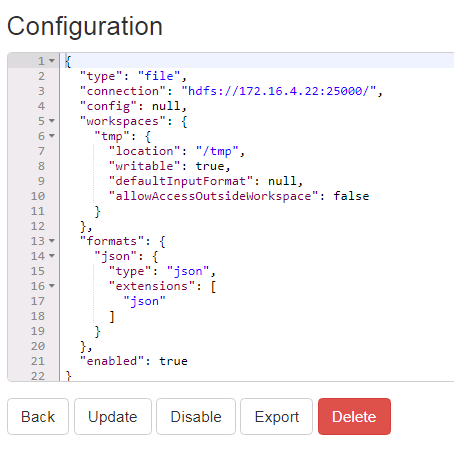 Configuration
1 {
2 "type": "file",
3 "connection": "hdfs://172.16.4.22:25000/",
4 "config": null,
5 "workspaces": {
6 "tmp": {
7 "location": "/tmp",
8 "writable": true,
9 "defaultInputFormat": null,
10 "allowAccessOutsideWorkspace": false
11 }
12 },
13 "formats": {
14 "json": {
15 "type": "json",
16 "extensions": [
17 "json"
18 ]
19 }
20 },
21 "enabled": true
22 }
Back Update Disable Export Delete